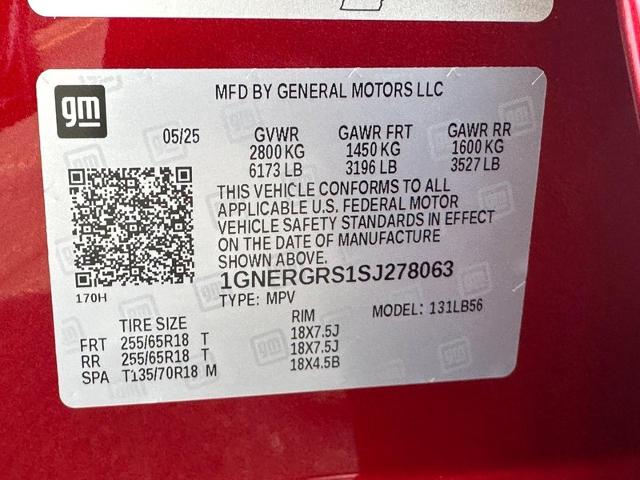 gm
MFD BY GENERAL MOTORS LLC
05/25 GVWR GAWR FRT GAWR RR
2800 KG 1450 KG 1600 KG
6173 LB 3196 LB 3527 LB
THIS VEHICLE CONFORMS TO ALL
APPLICABLE U.S. FEDERAL MOTOR
VEHICLE SAFETY STANDARDS IN EFFECT
ON THE DATE OF MANUFACTURE
SHOWN ABOVE.
1GNERGRS1SJ278063
170H
TYPE: MPV MODEL: 131LB56
TIRE SIZE RIM
FRT 255/65R18 T 18X7.5J
RR 255/65R18 T 18X7.5J
SPA T135/70R18 M 18X4.5B